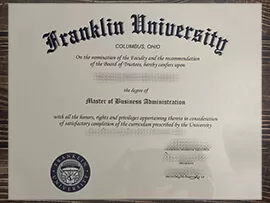 Franklin University
COLUMBUS, OHIO
On the nomination of the Faculty and the recommendation
of the Board of Trustees, hereby confers upon
the degree of
Master of Business Administration
with all the honors, rights and privileges appertaining thereto in consideration
of satisfactory completion of the curriculum prescribed by the University
FRANKLIN
UNIVERSITY